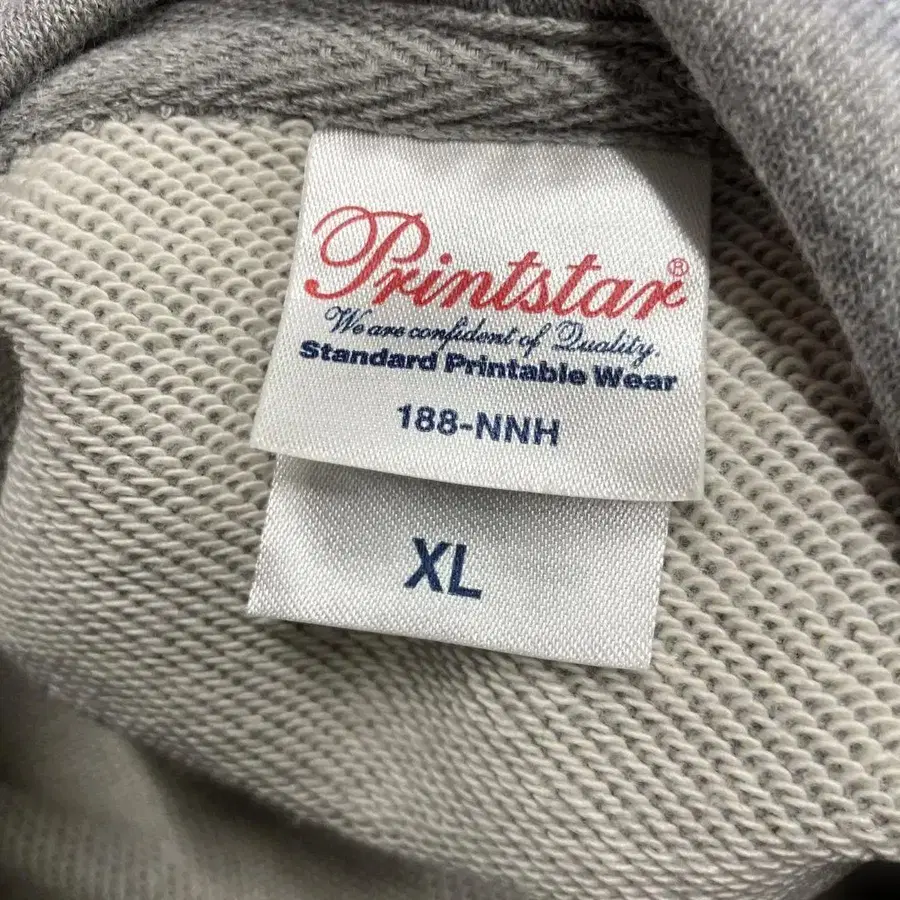 Printstar®
We are confident of Quality.
Standard Printable Wear
188-NNH
XL